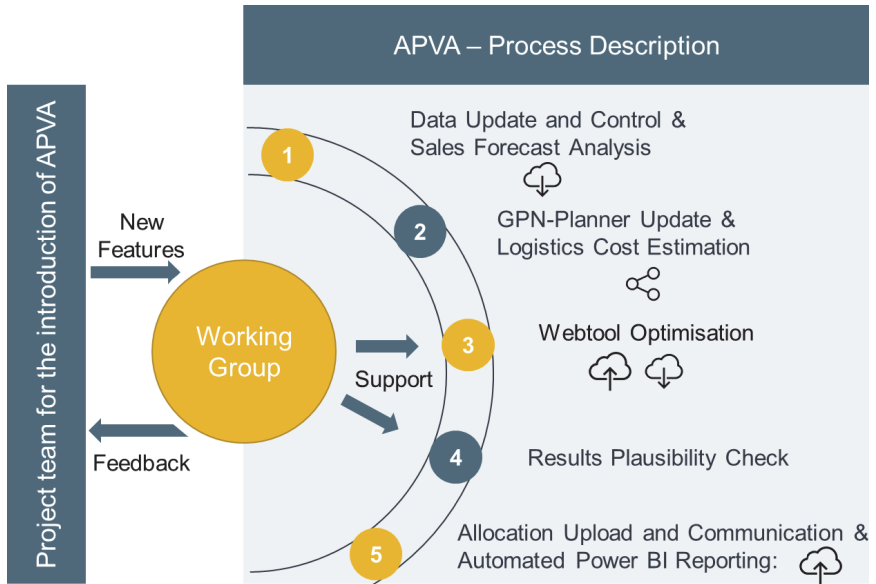 APVA – Process Description
Project team for the introduction of APVA
New
Features
Working
Group
Support
Feedback
1
Data Update and Control &
Sales Forecast Analysis
2
GPN-Planner Update &
Logistics Cost Estimation
3
Webtool Optimisation
4
Results Plausibility Check
5
Allocation Upload and Communication &
Automated Power BI Reporting: